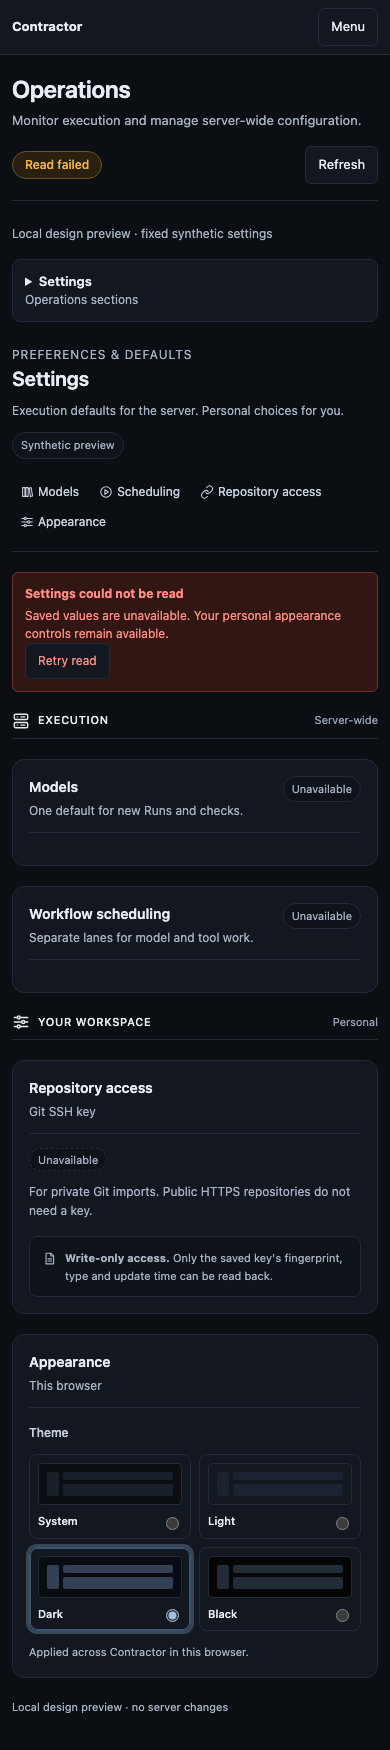 Contractor
Menu
Operations
Monitor execution and manage server-wide configuration.
Read failed
Refresh
Local design preview · fixed synthetic settings
Settings
Operations sections
PREFERENCES & DEFAULTS
Settings
Execution defaults for the server. Personal choices for you.
Synthetic preview
Models
Scheduling
Repository access
Appearance
Settings could not be read
Saved values are unavailable. Your personal appearance
controls remain available.
Retry read
EXECUTION
Server-wide
Models
Unavailable
One default for new Runs and checks.
Workflow scheduling
Unavailable
Separate lanes for model and tool work.
YOUR WORKSPACE
Personal
Repository access
Git SSH key
Unavailable
For private Git imports. Public HTTPS repositories do not
need a key.
Write-only access. Only the saved key's fingerprint,
type and update time can be read back.
Appearance
This browser
Theme
System
Light
Dark
Black
Applied across Contractor in this browser.
Local design preview · no server changes